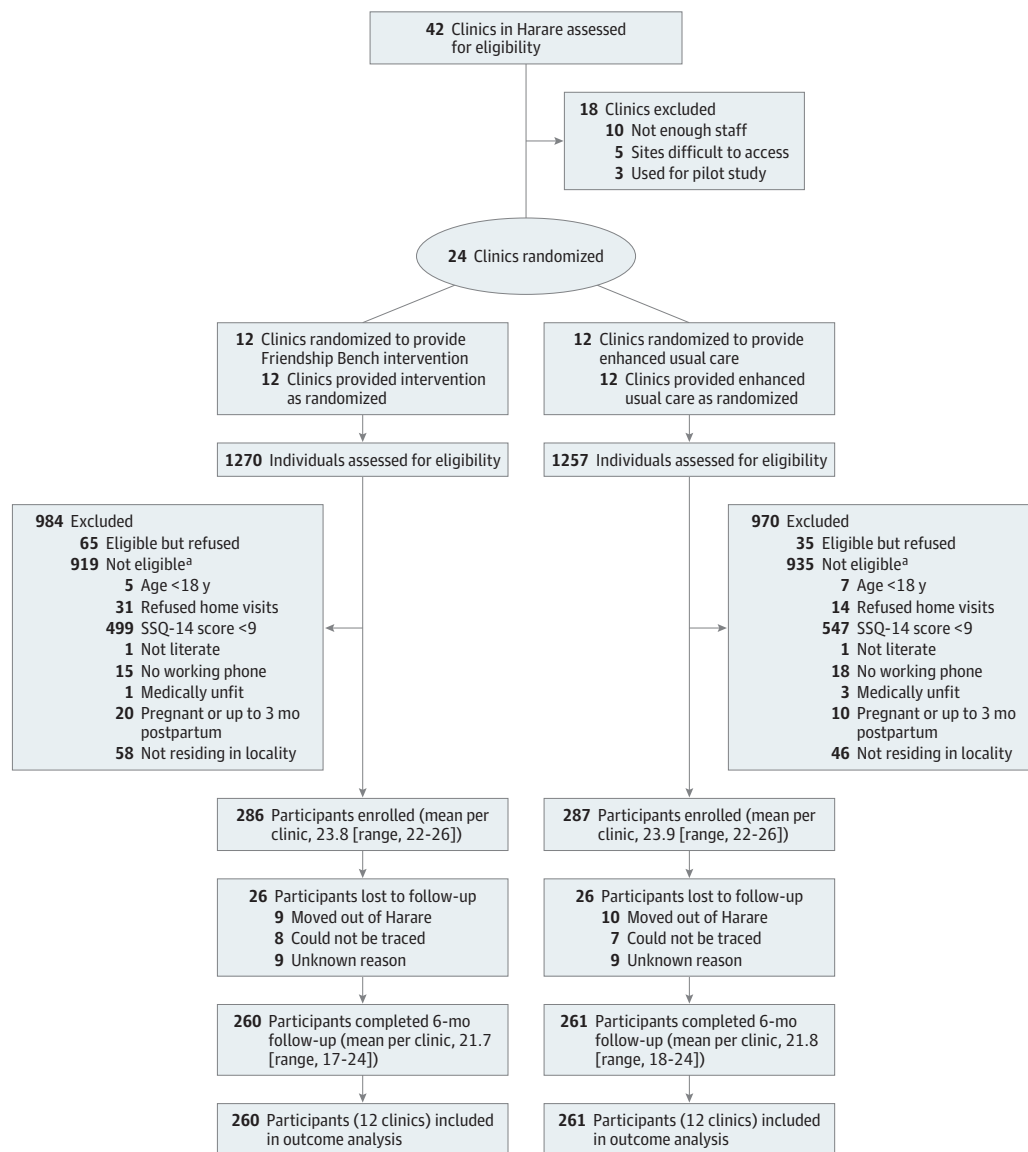 42 Clinics in Harare assessed
for eligibility
18 Clinics excluded
10 Not enough staff
5 Sites difficult to access
3 Used for pilot study
24 Clinics randomized
12 Clinics randomized to provide
Friendship Bench intervention
12 Clinics provided intervention
as randomized
12 Clinics randomized to provide
enhanced usual care
12 Clinics provided enhanced
usual care as randomized
1270 Individuals assessed for eligibility
1257 Individuals assessed for eligibility
984 Excluded
65 Eligible but refused
919 Not eligibleᵃ
5 Age <18 y
31 Refused home visits
499 SSQ-14 score <9
1 Not literate
15 No working phone
1 Medically unfit
20 Pregnant or up to 3 mo
postpartum
58 Not residing in locality
970 Excluded
35 Eligible but refused
935 Not eligibleᵃ
7 Age <18 y
14 Refused home visits
547 SSQ-14 score <9
1 Not literate
18 No working phone
3 Medically unfit
10 Pregnant or up to 3 mo
postpartum
46 Not residing in locality
286 Participants enrolled (mean per
clinic, 23.8 [range, 22-26])
287 Participants enrolled (mean per
clinic, 23.9 [range, 22-26])
26 Participants lost to follow-up
9 Moved out of Harare
8 Could not be traced
9 Unknown reason
26 Participants lost to follow-up
10 Moved out of Harare
7 Could not be traced
9 Unknown reason
260 Participants completed 6-mo
follow-up (mean per clinic, 21.7
[range, 17-24])
261 Participants completed 6-mo
follow-up (mean per clinic, 21.8
[range, 18-24])
260 Participants (12 clinics) included
in outcome analysis
261 Participants (12 clinics) included
in outcome analysis